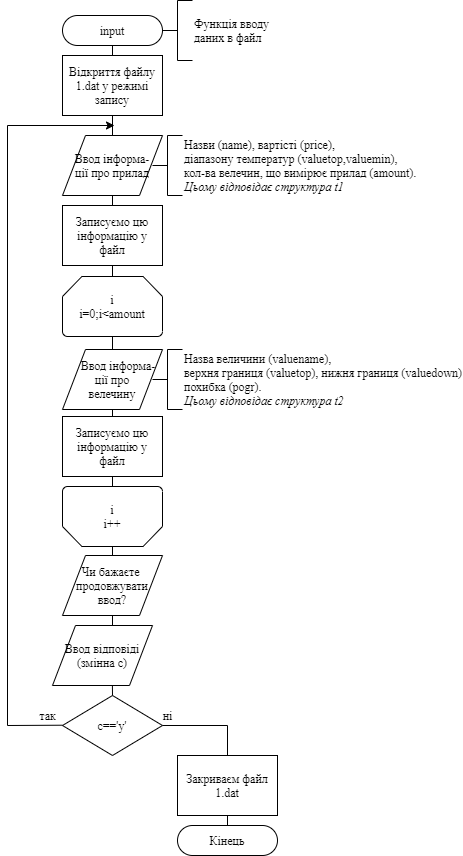 input
Функція вводу
даних в файл
Відкриття файлу
1.dat у режимі
запису
Ввод інформа-
ції про прилад
Назви (name), вартісті (price),
діапазону температур (valuetop,valuemin),
кол-ва велечин, що вимірює прилад (amount).
Цьому відповідає структура t1
Записуємо цю
інформацію у
файл
i
i=0;i<amount
Ввод інформа-
ції про
велечину
Назва величини (valuename),
верхня границя (valuetop), нижня границя (valuedown)
похибка (pogr).
Цьому відповідає структура t2
Записуємо цю
інформацію у
файл
i
i++
Чи бажаєте
продовжувати
ввод?
Ввод відповіді
(змінна c)
так
c=='y'
ні
Закриваєм файл
1.dat
Кінець